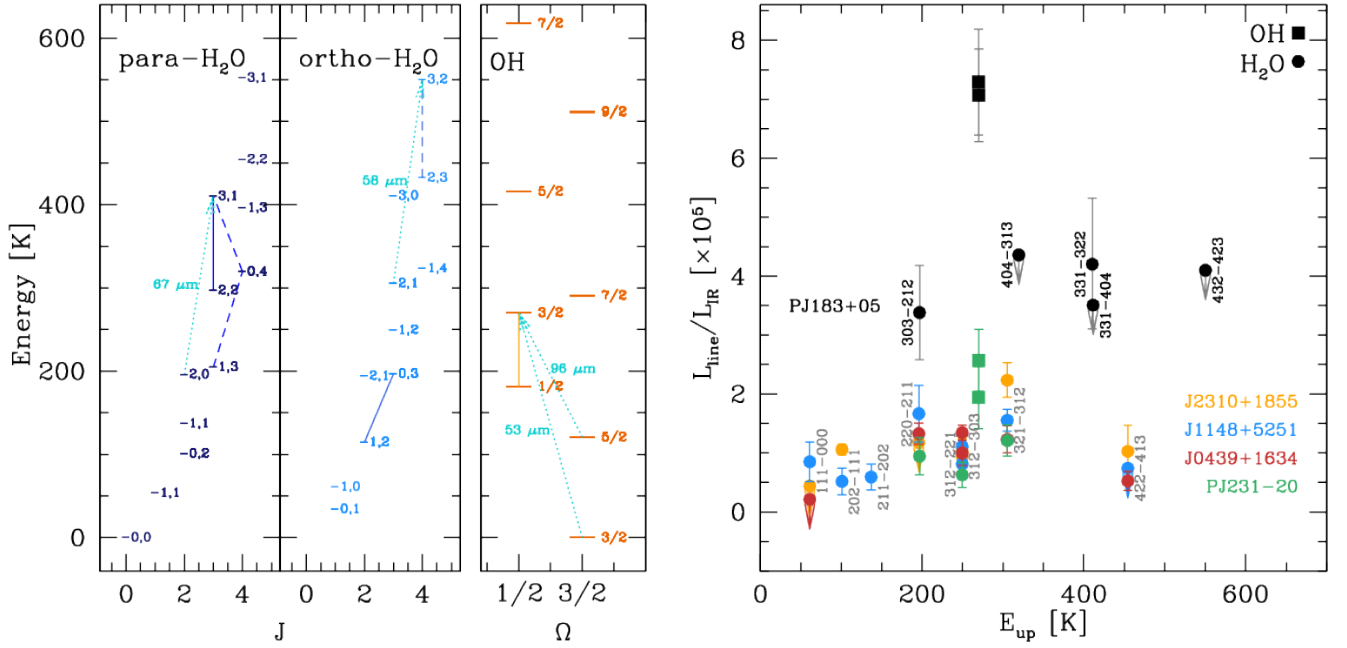 para-H₂O
ortho-H₂O
OH
Energy [K]
600
400
200
0
-3,1
-2,2
3,1
-1,3
-0,4
67 μm
2,2
-2,0
1,3
-1,1
-0,2
-1,1
-0,0
0 2 4
3,2
58 μm
2,3
-3,0
-1,4
-2,1
-1,2
-2,1
-0,3
-1,2
-1,0
-0,1
0 2 4
J
7/2
9/2
5/2
7/2
3/2
96 μm
1/2
53 μm
5/2
3/2
1/2 3/2
Ω
L_line/L_IR [×10⁵]
8
6
4
2
0
OH
H₂O
PJ183+05
303-212
404-313
331-322
331-404
432-423
111-000
202-111
211-202
220-211
312-221
312-303
321-312
422-413
J2310+1855
J1148+5251
J0439+1634
PJ231-20
0 200 400 600
E_up [K]